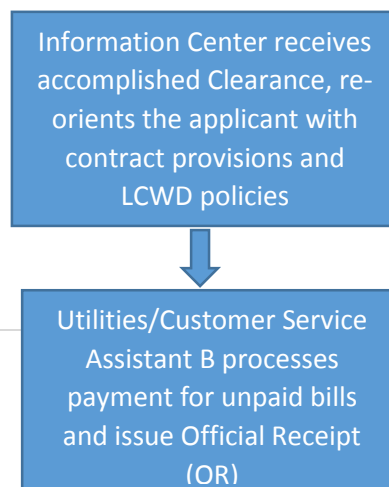 Information Center receives
accomplished Clearance, re-
orients the applicant with
contract provisions and
LCWD policies
Utilities/Customer Service
Assistant B processes
payment for unpaid bills
and issue Official Receipt
(OR)